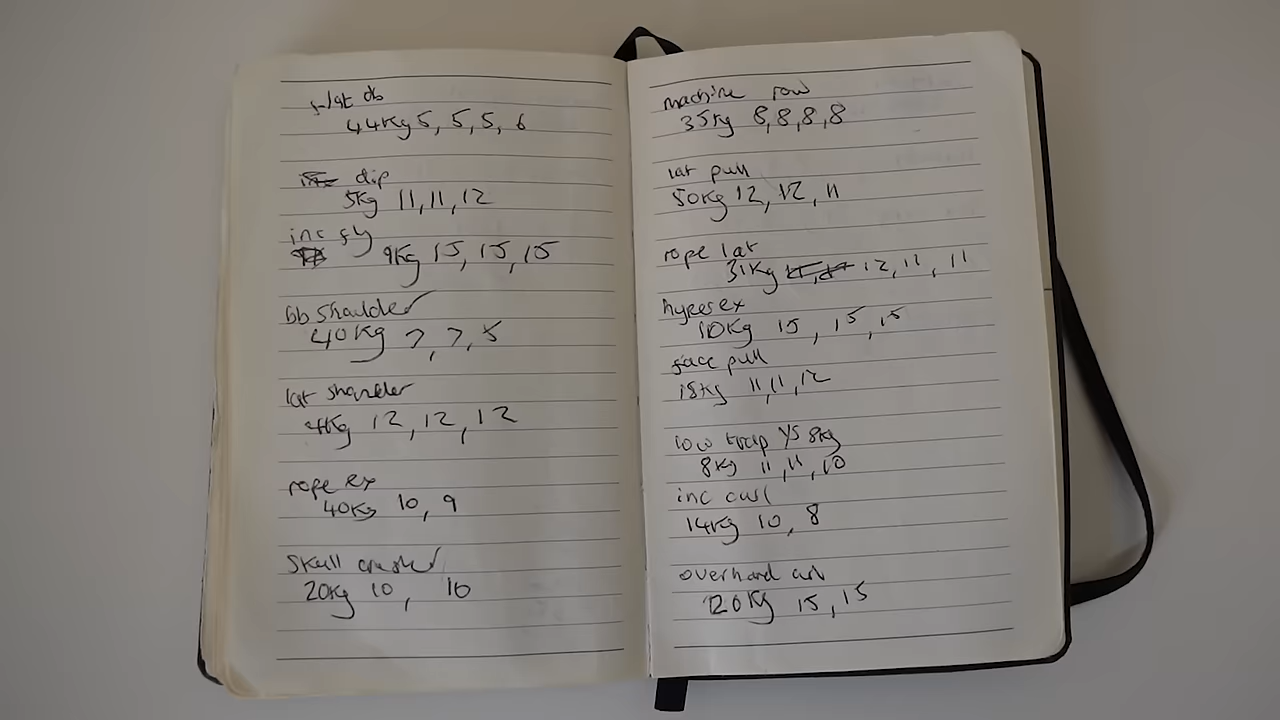 flat db
44kg 5, 5, 5, 6
dip
5kg 11, 11, 12
inc fly
9kg 15, 15, 15
bb shoulder
40kg 7, 7, 5
lat shoulder
12, 12, 12
rope ex
40kg 10, 9
Skull crusher
20kg 10, 10
machine row
35kg 8, 8, 8, 8
lat pull
50kg 12, 12, 11
rope lat
31kg 12, 11, 11
hyper ex
10kg 15, 15, 15
face pull
18kg 11, 11, 12
low trap YS 8kg
8kg 11, 11, 10
inc curl
14kg 10, 8
overhand curl
20kg 15, 15